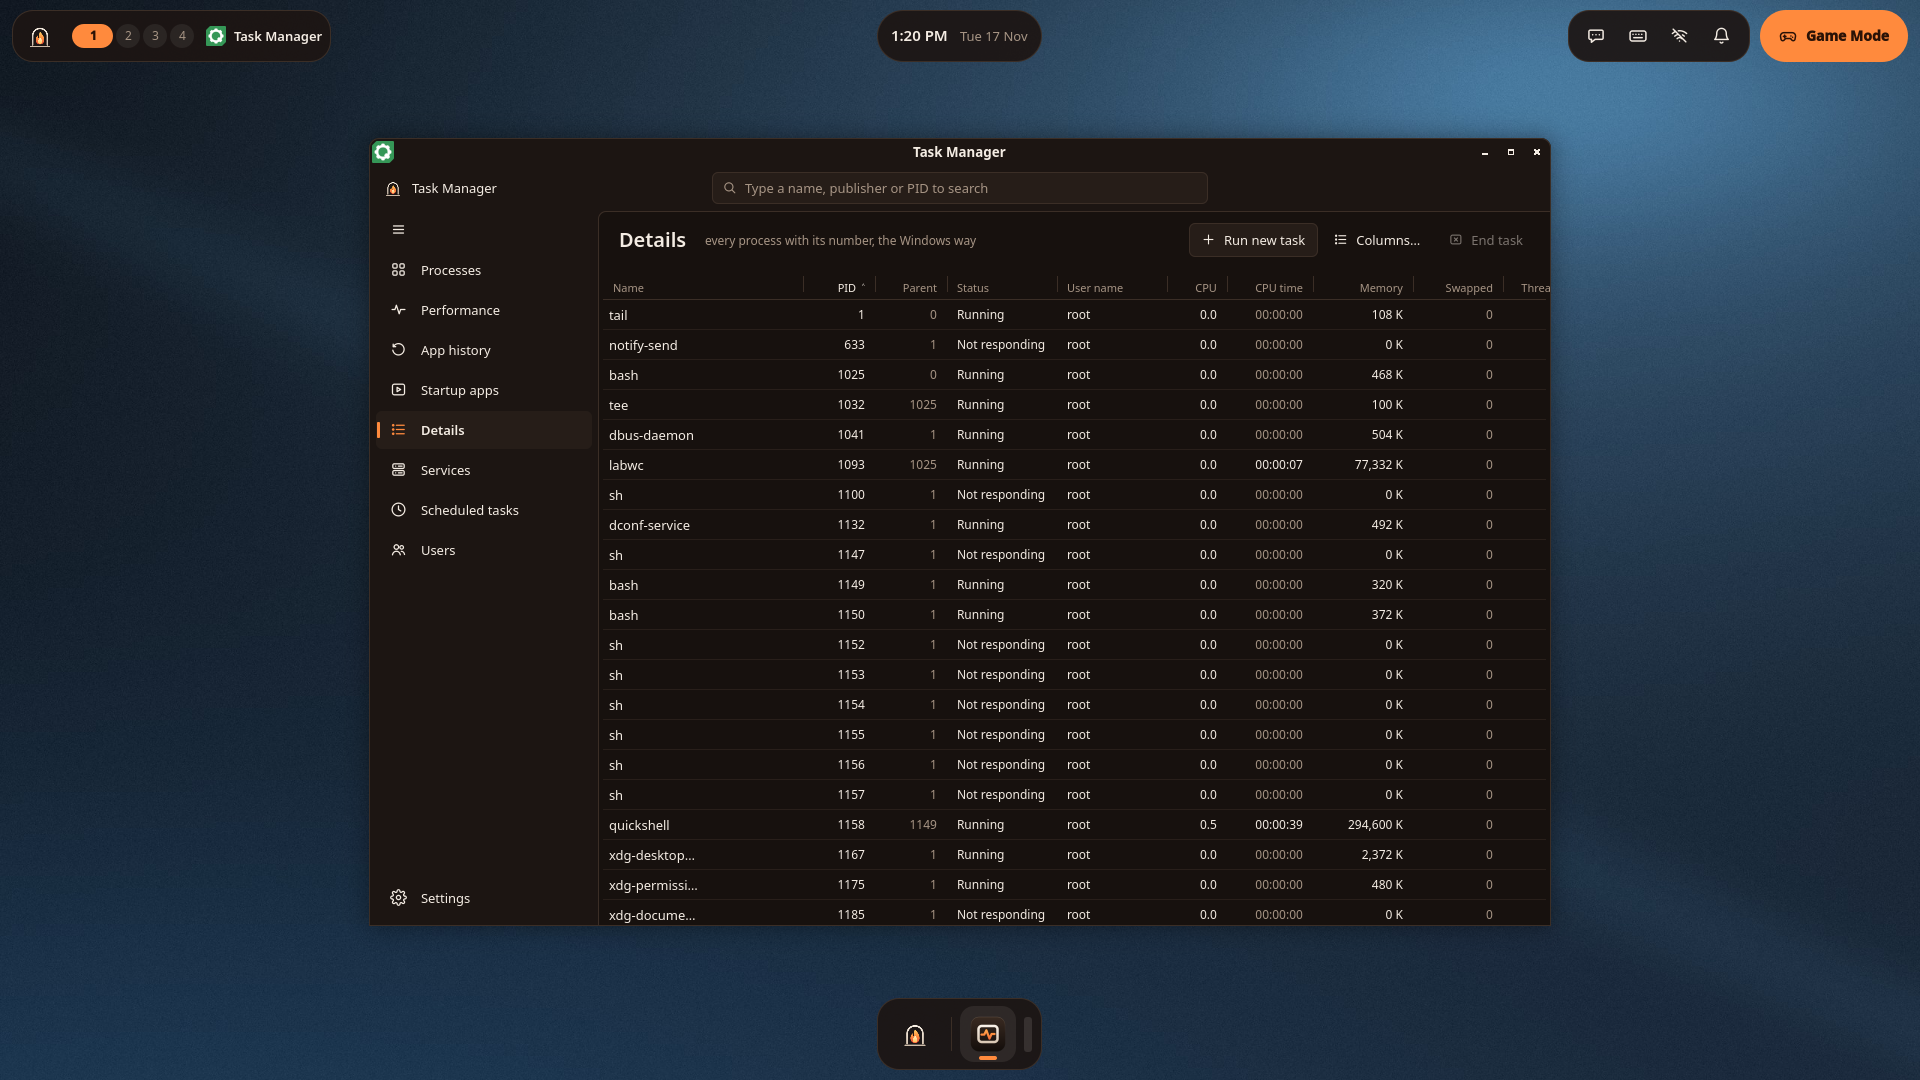 1 2 3 4 Task Manager
1:20 PM Tue 17 Nov
Game Mode
Task Manager
Task Manager
Type a name, publisher or PID to search
Processes
Performance
App history
Startup apps
Details
Services
Scheduled tasks
Users
Settings
Details every process with its number, the Windows way
Run new task
Columns...
End task
Name PID Parent Status User name CPU CPU time Memory Swapped Threa
tail 1 0 Running root 0.0 00:00:00 108 K 0
notify-send 633 1 Not responding root 0.0 00:00:00 0 K 0
bash 1025 0 Running root 0.0 00:00:00 468 K 0
tee 1032 1025 Running root 0.0 00:00:00 100 K 0
dbus-daemon 1041 1 Running root 0.0 00:00:00 504 K 0
labwc 1093 1025 Running root 0.0 00:00:07 77,332 K 0
sh 1100 1 Not responding root 0.0 00:00:00 0 K 0
dconf-service 1132 1 Running root 0.0 00:00:00 492 K 0
sh 1147 1 Not responding root 0.0 00:00:00 0 K 0
bash 1149 1 Running root 0.0 00:00:00 320 K 0
bash 1150 1 Running root 0.0 00:00:00 372 K 0
sh 1152 1 Not responding root 0.0 00:00:00 0 K 0
sh 1153 1 Not responding root 0.0 00:00:00 0 K 0
sh 1154 1 Not responding root 0.0 00:00:00 0 K 0
sh 1155 1 Not responding root 0.0 00:00:00 0 K 0
sh 1156 1 Not responding root 0.0 00:00:00 0 K 0
sh 1157 1 Not responding root 0.0 00:00:00 0 K 0
quickshell 1158 1149 Running root 0.5 00:00:39 294,600 K 0
xdg-desktop... 1167 1 Running root 0.0 00:00:00 2,372 K 0
xdg-permissi... 1175 1 Running root 0.0 00:00:00 480 K 0
xdg-docume... 1185 1 Not responding root 0.0 00:00:00 0 K 0